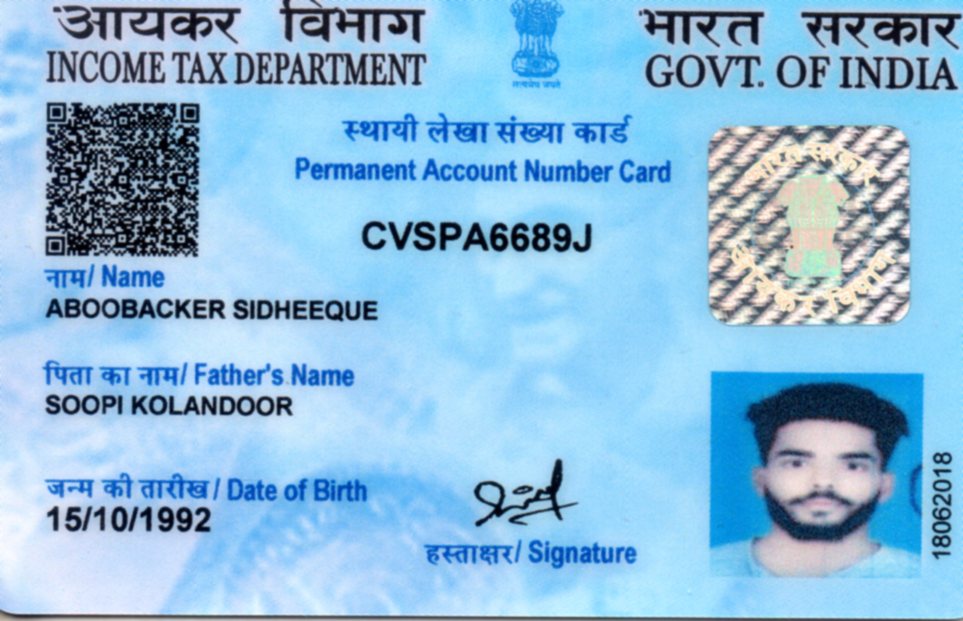 आयकर विभाग
INCOME TAX DEPARTMENT
सत्यमेव जयते
भारत सरकार
GOVT. OF INDIA
स्थायी लेखा संख्या कार्ड
Permanent Account Number Card
CVSPA6689J
भारत सरकार
आयकर विभाग
नाम/ Name
ABOOBACKER SIDHEEQUE
पिता का नाम/ Father's Name
SOOPI KOLANDOOR
जन्म की तारीख/ Date of Birth
15/10/1992
हस्ताक्षर/ Signature
18062018